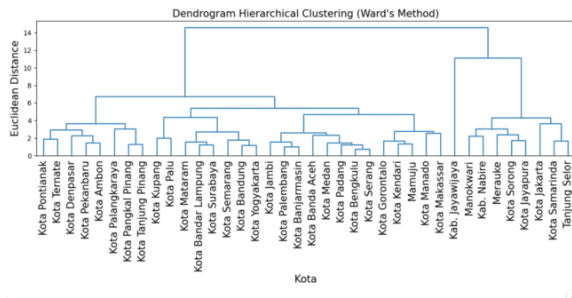 Dendrogram Hierarchical Clustering (Ward's Method)
Euclidean Distance
14
12
10
8
6
4
2
0
Kota Pontianak
Kota Ternate
Kota Denpasar
Kota Pekanbaru
Kota Ambon
Kota Palangkaraya
Kota Pangkal Pinang
Kota Tanjung Pinang
Kota Kupang
Kota Palu
Kota Mataram
Kota Bandar Lampung
Kota Surabaya
Kota Semarang
Kota Bandung
Kota Yogyakarta
Kota Jambi
Kota Palembang
Kota Banjarmasin
Kota Banda Aceh
Kota Medan
Kota Padang
Kota Bengkulu
Kota Serang
Kota Gorontalo
Kota Kendari
Mamuju
Kota Manado
Kota Makassar
Kab. Jayawijaya
Manokwari
Kab. Nabire
Merauke
Kota Sorong
Kota Jayapura
Kota Jakarta
Kota Samarinda
Tanjung Selor
Kota